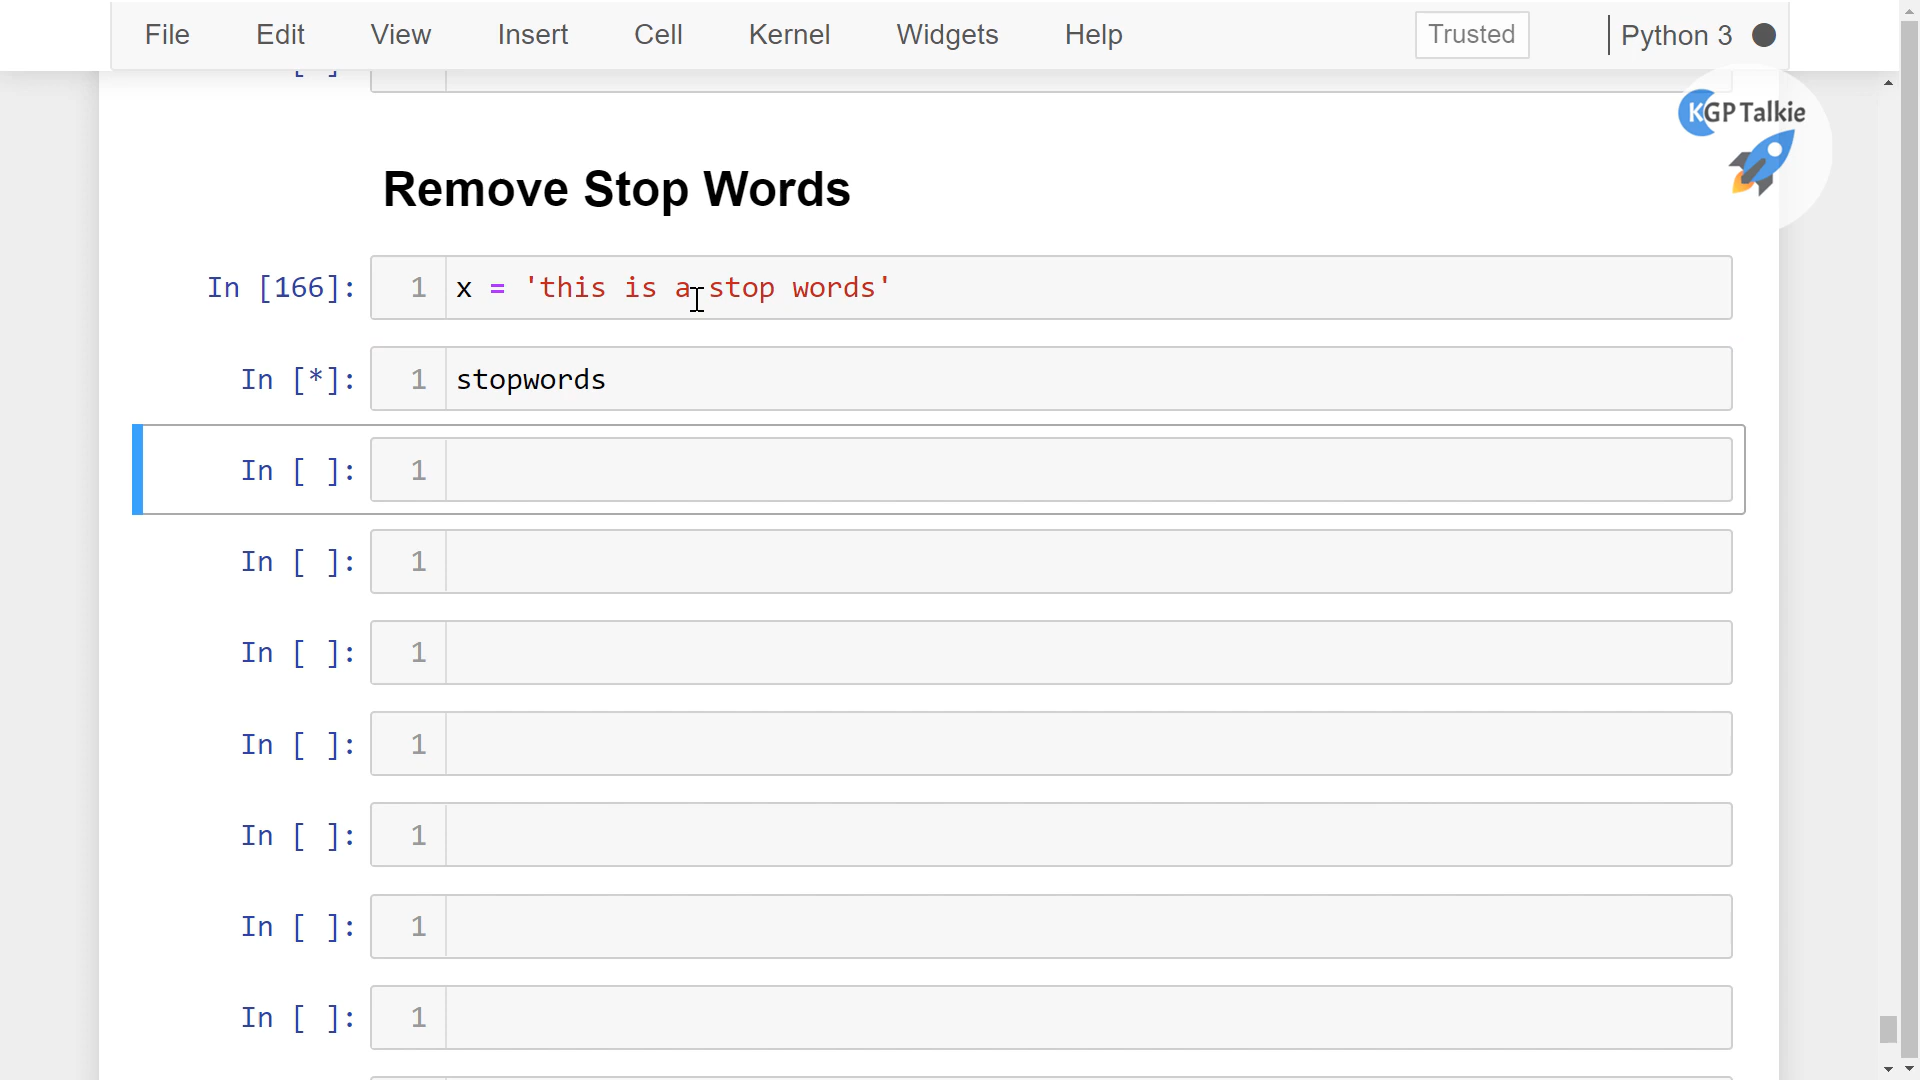 File Edit View Insert Cell Kernel Widgets Help Trusted Python 3
KGP Talkie
Remove Stop Words
In [166]: 1 x = 'this is a stop words'
In [*]: 1 stopwords
In [ ]: 1
In [ ]: 1
In [ ]: 1
In [ ]: 1
In [ ]: 1
In [ ]: 1
In [ ]: 1